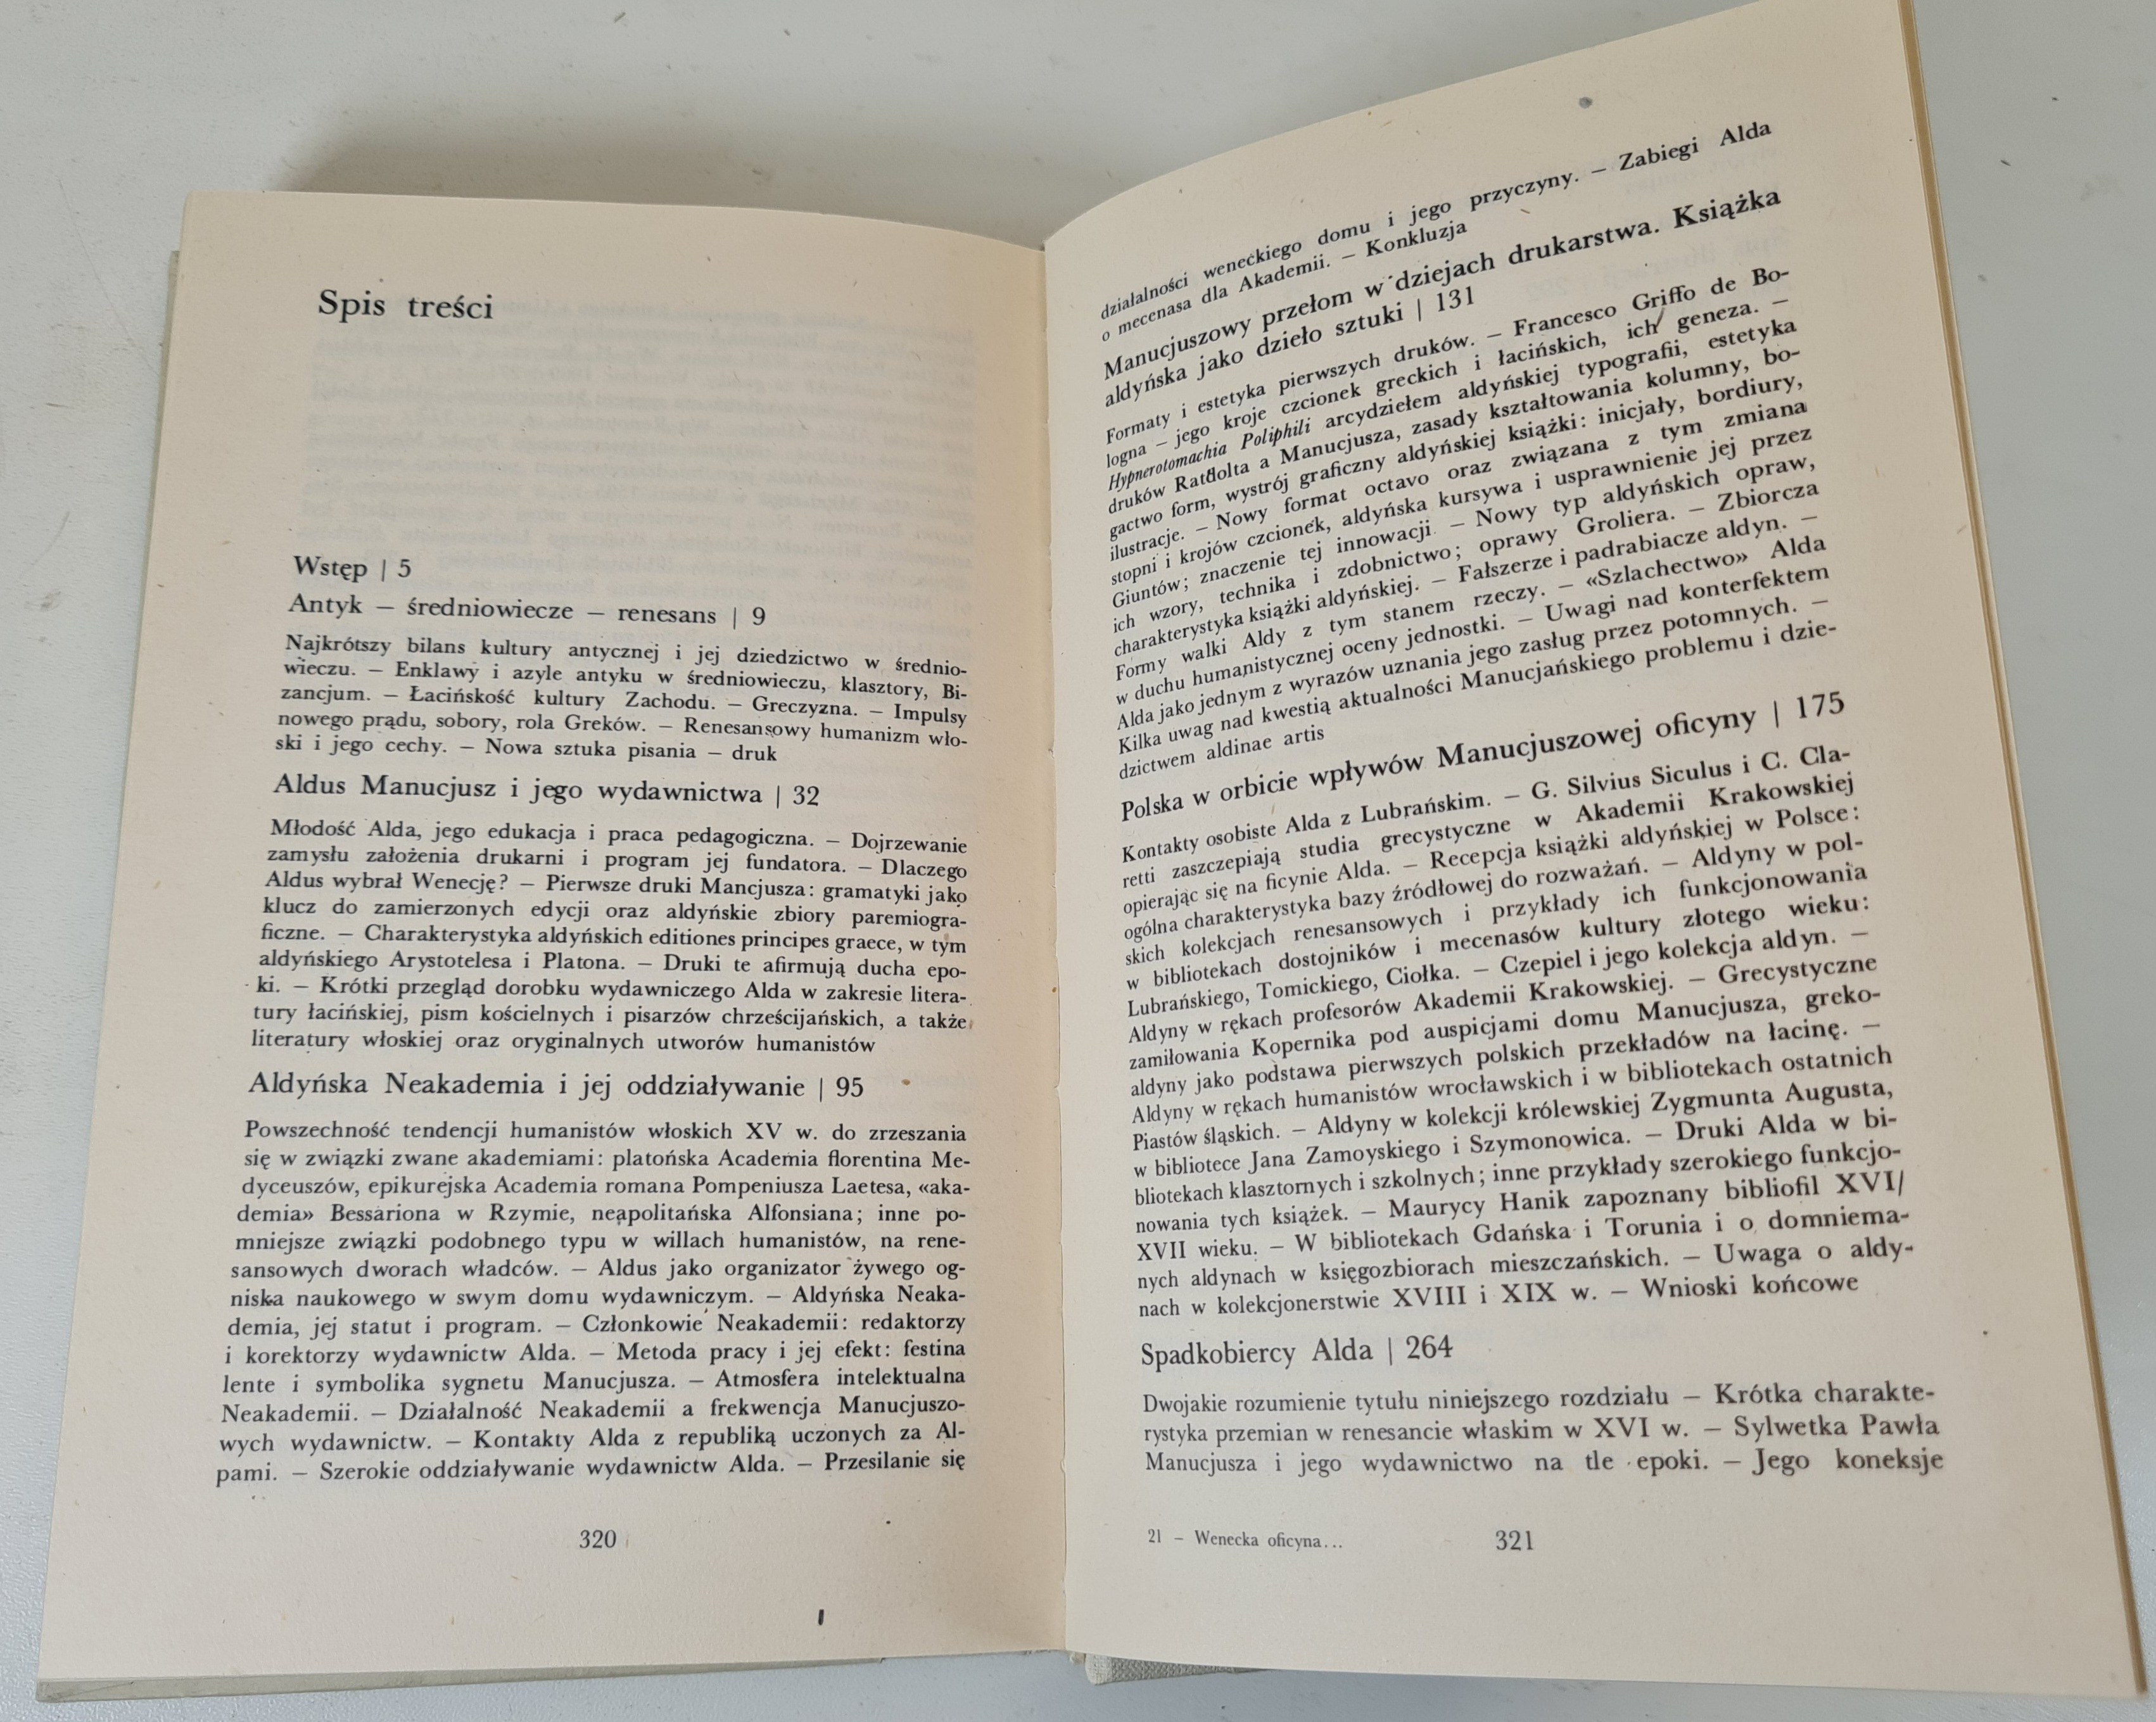 Spis treści
Wstęp | 5
Antyk – średniowiecze – renesans | 9
Najkrótszy bilans kultury antycznej i jej dziedzictwo w średnio-
wieczu. – Enklawy i azyle antyku w średniowieczu, klasztory, Bi-
zancjum. – Łacińskość kultury Zachodu. – Greczyzna. – Impulsy
nowego prądu, sobory, rola Greków. – Renesansowy humanizm wło-
ski i jego cechy. – Nowa sztuka pisania – druk
Aldus Manucjusz i jego wydawnictwa | 32
Młodość Alda, jego edukacja i praca pedagogiczna. – Dojrzewanie
zamysłu założenia drukarni i program jej fundatora. – Dlaczego
Aldus wybrał Wenecję? – Pierwsze druki Mancjusza: gramatyki jako
klucz do zamierzonych edycji oraz aldyńskie zbiory paremiogra-
ficzne. – Charakterystyka aldyńskich editiones principes graece, w tym
aldyńskiego Arystotelesa i Platona. – Druki te afirmują ducha epo-
ki. – Krótki przegląd dorobku wydawniczego Alda w zakresie litera-
tury łacińskiej, pism kościelnych i pisarzów chrześcijańskich, a także
literatury włoskiej oraz oryginalnych utworów humanistów
Aldyńska Neakademia i jej oddziaływanie | 95
Powszechność tendencji humanistów włoskich XV w. do zrzeszania
się w związki zwane akademiami: platońska Academia florentina Me-
dyceuszów, epikurejska Academia romana Pompeniusza Laetesa, «aka-
demia» Bessariona w Rzymie, neapolitańska Alfonsiana; inne po-
mniejsze związki podobnego typu w willach humanistów, na rene-
sansowych dworach władców. – Aldus jako organizator żywego og-
niska naukowego w swym domu wydawniczym. – Aldyńska Neaka-
demia, jej statut i program. – Członkowie Neakademii: redaktorzy
i korektorzy wydawnictw Alda. – Metoda pracy i jej efekt: festina
lente i symbolika sygnetu Manucjusza. – Atmosfera intelektualna
Neakademii. – Działalność Neakademii a frekwencja Manucjuszo-
wych wydawnictw. – Kontakty Alda z republiką uczonych za Al-
pami. – Szerokie oddziaływanie wydawnictw Alda. – Przesilanie się
320
działalności weneckiego domu i jego przyczyny. – Zabiegi Alda
o mecenasa dla Akademii. – Konkluzja
Manucjuszowy przełom w dziejach drukarstwa. Książka
aldyńska jako dzieło sztuki | 131
Formaty i estetyka pierwszych druków. – Francesco Griffo de Bo-
logna – jego kroje czcionek greckich i łacińskich, ich geneza. –
Hypnerotomachia Poliphili arcydziełem aldyńskiej typografii, estetyka
druków Ratdolta a Manucjusza, zasady kształtowania kolumny, bo-
gactwo form, wystrój graficzny aldyńskiej książki: inicjały, bordiury,
ilustracje. – Nowy format octavo oraz związana z tym zmiana
stopni i krojów czcionek, aldyńska kursywa i usprawnienie jej przez
Giuntów; znaczenie tej innowacji – Nowy typ aldyńskich opraw,
ich wzory, technika i zdobnictwo; oprawy Groliera. – Zbiorcza
charakterystyka książki aldyńskiej. – Fałszerze i padrabiacze aldyn. –
Formy walki Aldy z tym stanem rzeczy. – «Szlachectwo» Alda
w duchu humanistycznej oceny jednostki. – Uwagi nad konterfektem
Alda jako jednym z wyrazów uznania jego zasług przez potomnych. –
Kilka uwag nad kwestią aktualności Manucjańskiego problemu i dzie-
dzictwem aldinae artis
Polska w orbicie wpływów Manucjuszowej oficyny | 175
Kontakty osobiste Alda z Lubrańskim. – G. Silvius Siculus i C. Cla-
retti zaszczepiają studia grecystyczne w Akademii Krakowskiej
opierając się na ficynie Alda. – Recepcja książki aldyńskiej w Polsce:
ogólna charakterystyka bazy źródłowej do rozważań. – Aldyny w pol-
skich kolekcjach renesansowych i przykłady ich funkcjonowania
w bibliotekach dostojników i mecenasów kultury złotego wieku:
Lubrańskiego, Tomickiego, Ciołka. – Czepiel i jego kolekcja aldyn. –
Aldyny w rękach profesorów Akademii Krakowskiej. – Grecystyczne
zamiłowania Kopernika pod auspicjami domu Manucjusza, greko-
aldyny jako podstawa pierwszych polskich przekładów na łacinę. –
Aldyny w rękach humanistów wrocławskich i w bibliotekach ostatnich
Piastów śląskich. – Aldyny w kolekcji królewskiej Zygmunta Augusta,
w bibliotece Jana Zamoyskiego i Szymonowica. – Druki Alda w bi-
bliotekach klasztornych i szkolnych; inne przykłady szerokiego funkcjo-
nowania tych książek. – Maurycy Hanik zapoznany bibliofil XVI/
XVII wieku. – W bibliotekach Gdańska i Torunia i o domniema-
nych aldynach w księgozbiorach mieszczańskich. – Uwaga o aldy-
nach w kolekcjonerstwie XVIII i XIX w. – Wnioski końcowe
Spadkobiercy Alda | 264
Dwojakie rozumienie tytułu niniejszego rozdziału – Krótka charakte-
rystyka przemian w renesancie właskim w XVI w. – Sylwetka Pawła
Manucjusza i jego wydawnictwo na tle epoki. – Jego koneksje
21 – Wenecka oficyna...
321